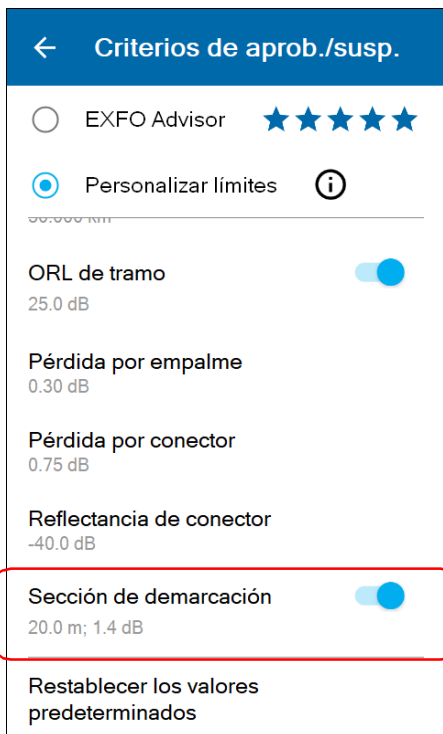 Criterios de aprob./susp.
EXFO Advisor
Personalizar límites
ORL de tramo
25.0 dB
Pérdida por empalme
0.30 dB
Pérdida por conector
0.75 dB
Reflectancia de conector
-40.0 dB
Sección de demarcación
20.0 m; 1.4 dB
Restablecer los valores
predeterminados